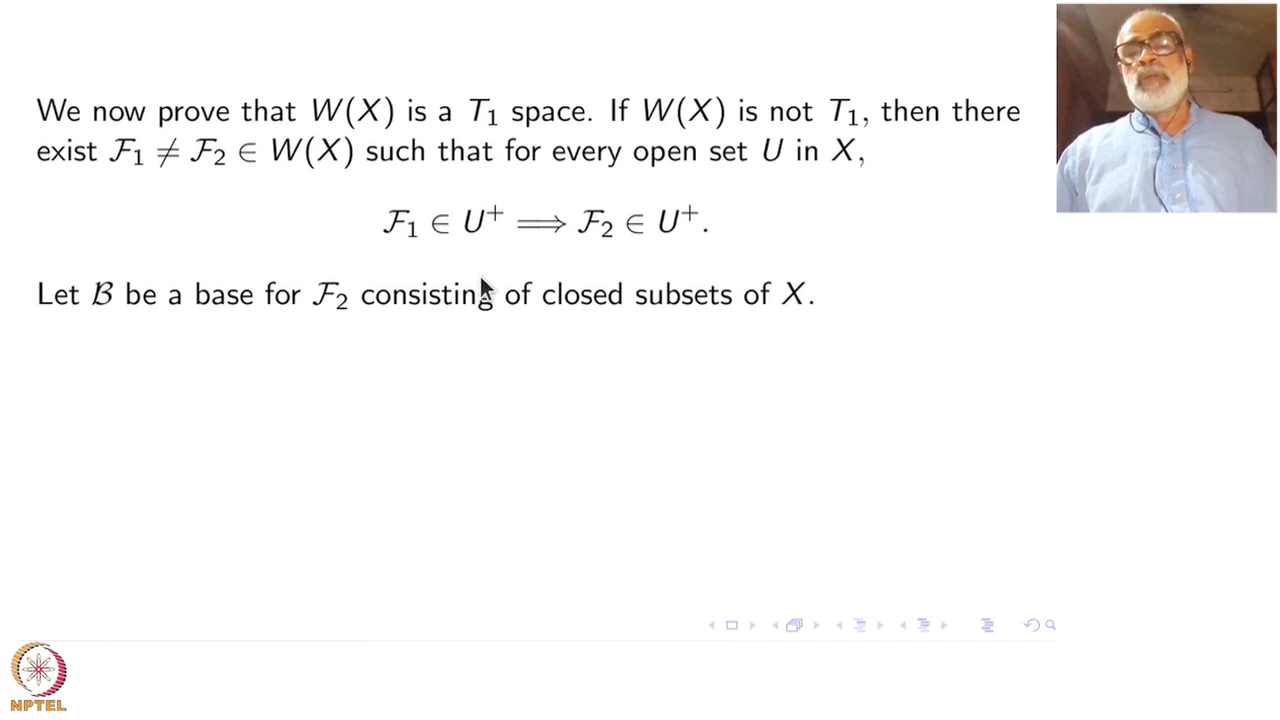 We now prove that W(X) is a T₁ space. If W(X) is not T₁, then there
exist ℱ₁ ≠ ℱ₂ ∈ W(X) such that for every open set U in X,
ℱ₁ ∈ U⁺ ⟹ ℱ₂ ∈ U⁺.
Let ℬ be a base for ℱ₂ consisting of closed subsets of X.
NPTEL